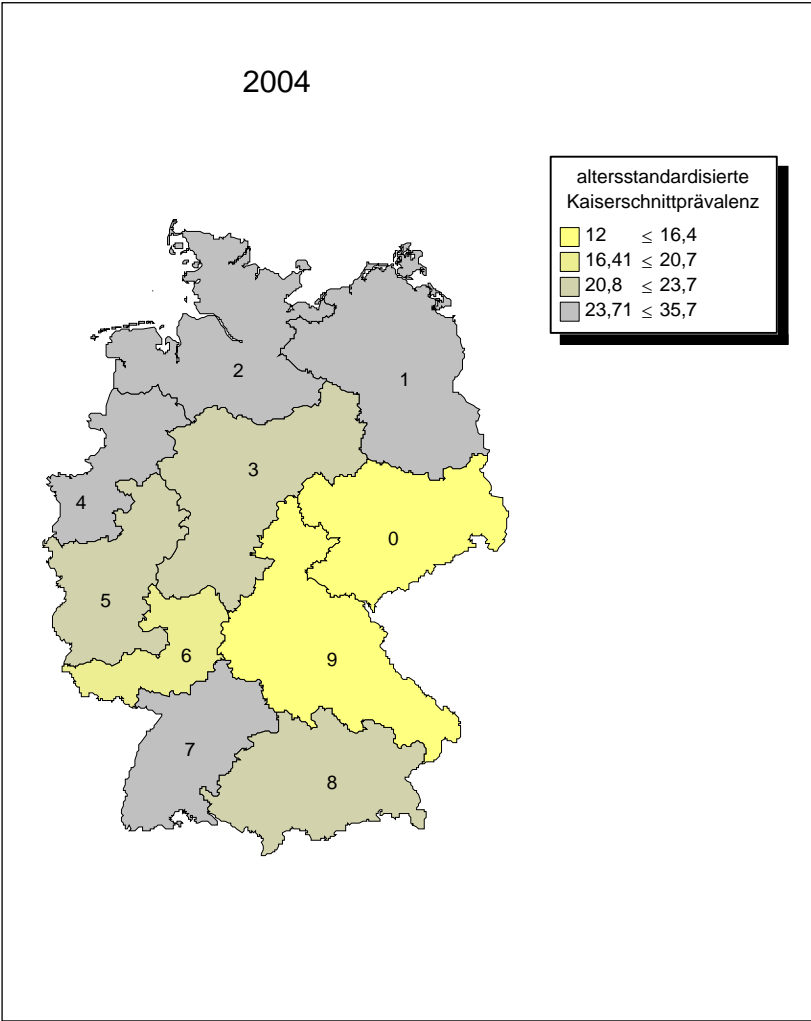 2004
altersstandardisierte
Kaiserschnittprävalenz
12 ≤ 16,4
16,41 ≤ 20,7
20,8 ≤ 23,7
23,71 ≤ 35,7
2
1
3
4
0
5
6
9
7
8